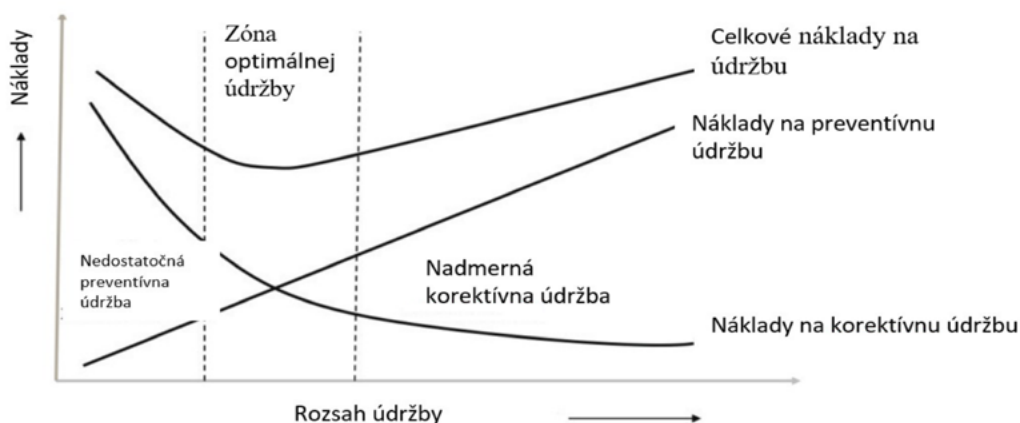 Náklady
Zóna
optimálnej
údržby
Celkové náklady na
údržbu
Náklady na preventívnu
údržbu
Nedostatočná
preventívna
údržba
Nadmerná
korektívna údržba
Náklady na korektívnu údržbu
Rozsah údržby